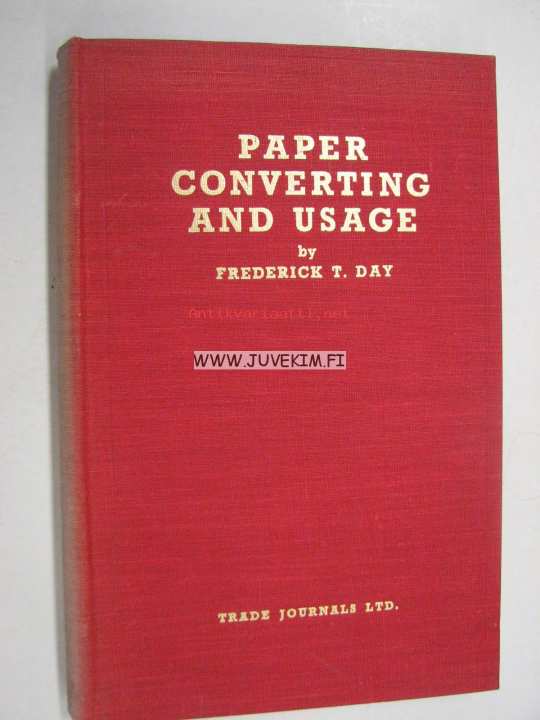 PAPER
CONVERTING
AND USAGE
by
FREDERICK T. DAY
Antikvariaatti.net
WWW.JUVEKIM.FI
TRADE JOURNALS LTD.